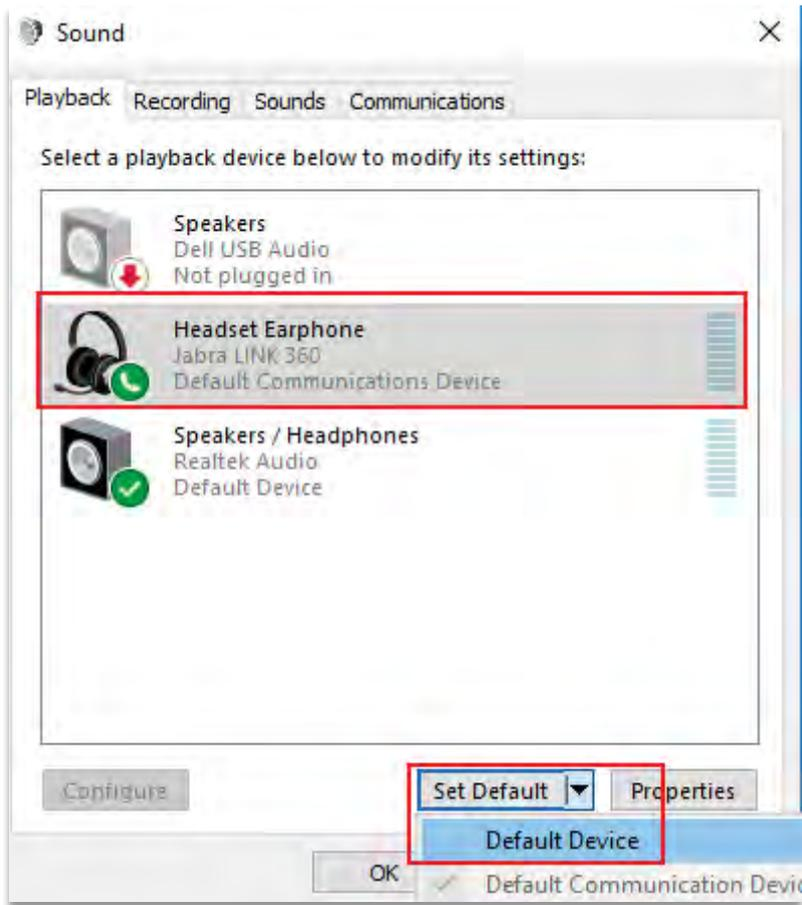 Sound
Playback Recording Sounds Communications
Select a playback device below to modify its settings:
Speakers
Dell USB Audio
Not plugged in
Headset Earphone
Jabra LINK 360
Default Communications Device
Speakers / Headphones
Realtek Audio
Default Device
Configure Set Default Properties
Default Device
OK
Default Communication Devic